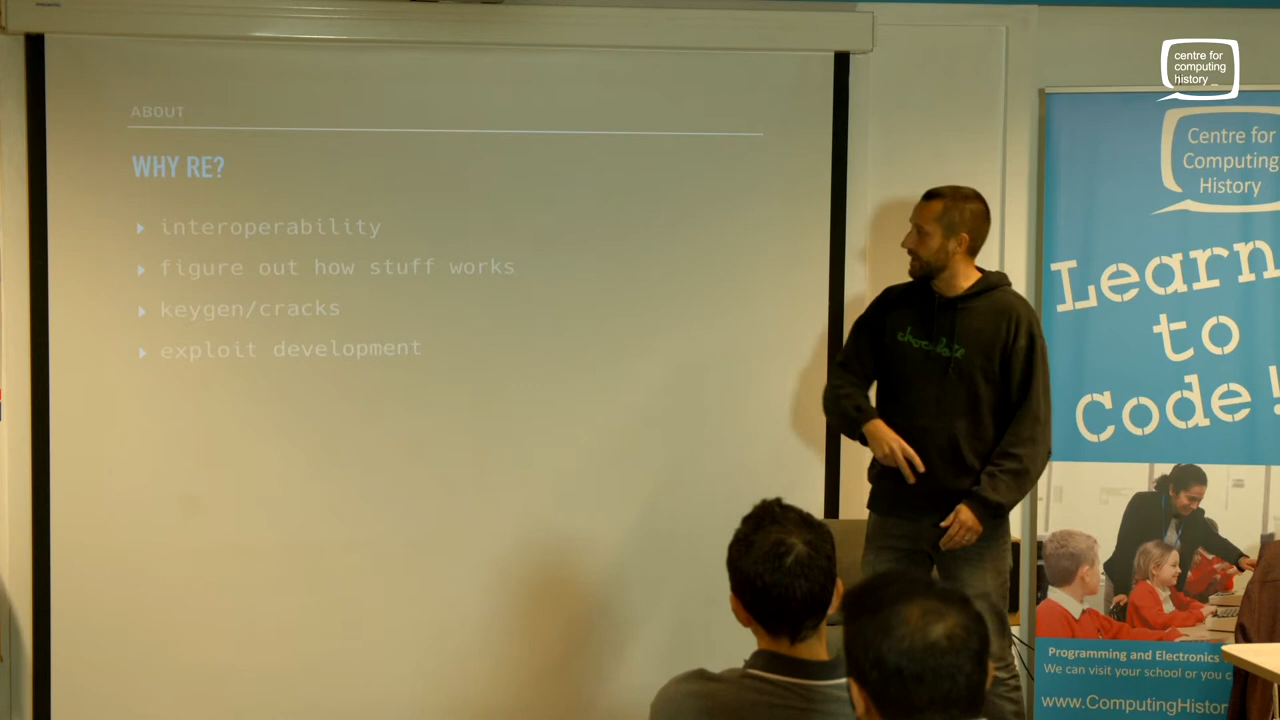 ABOUT
WHY RE?
interoperability
figure out how stuff works
keygen/cracks
exploit development
chocolate
centre for
computing
history _
Centre for
Computing
History
Learn
to
Code!
Programming and Electronics
We can visit your school or you c
www.ComputingHistor